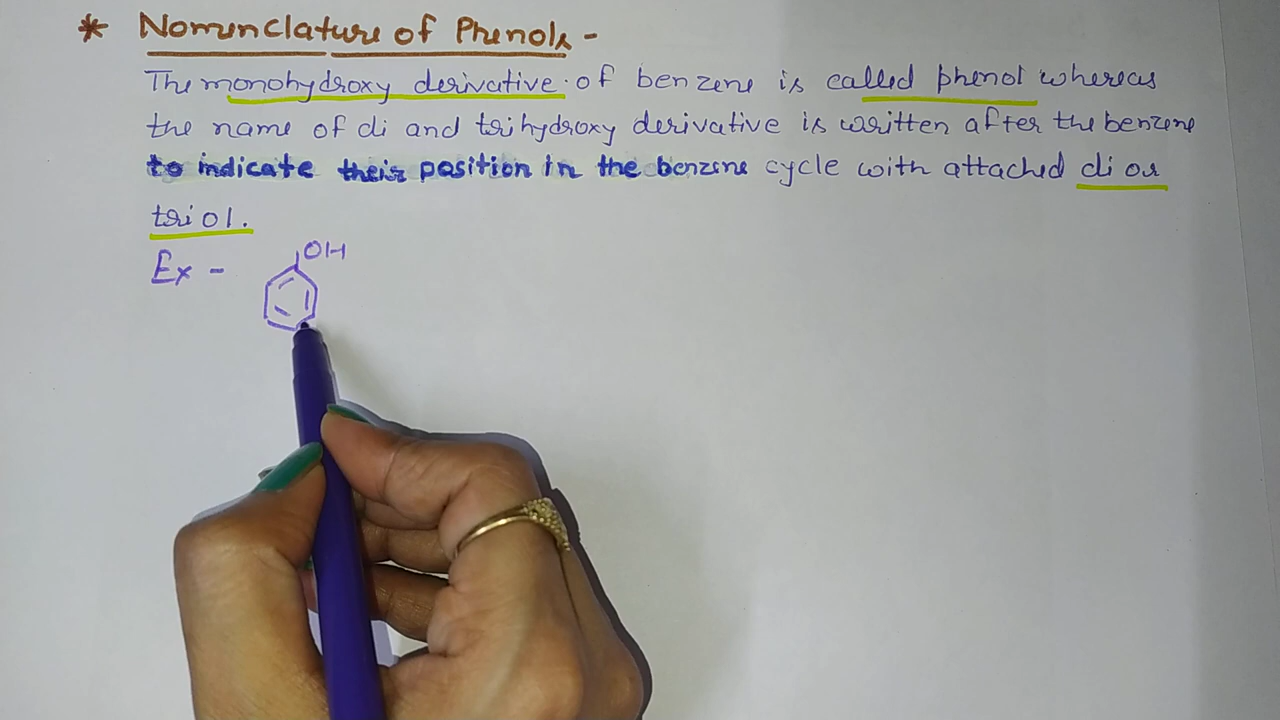 * Nomenclature of Phenols -
The monohydroxy derivative of benzene is called phenol whereas
the name of di and trihydroxy derivative is written after the benzene
to indicate their position in the benzene cycle with attached di or
tri ol.
Ex - OH